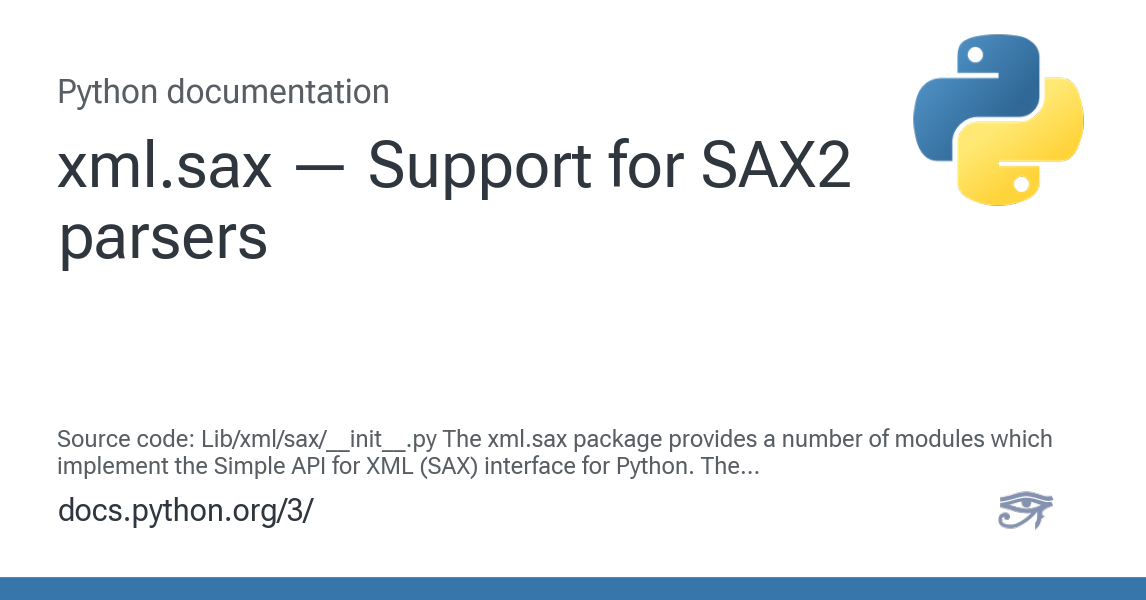 Python documentation
xml.sax — Support for SAX2
parsers
Source code: Lib/xml/sax/__init__.py The xml.sax package provides a number of modules which
implement the Simple API for XML (SAX) interface for Python. The...
docs.python.org/3/